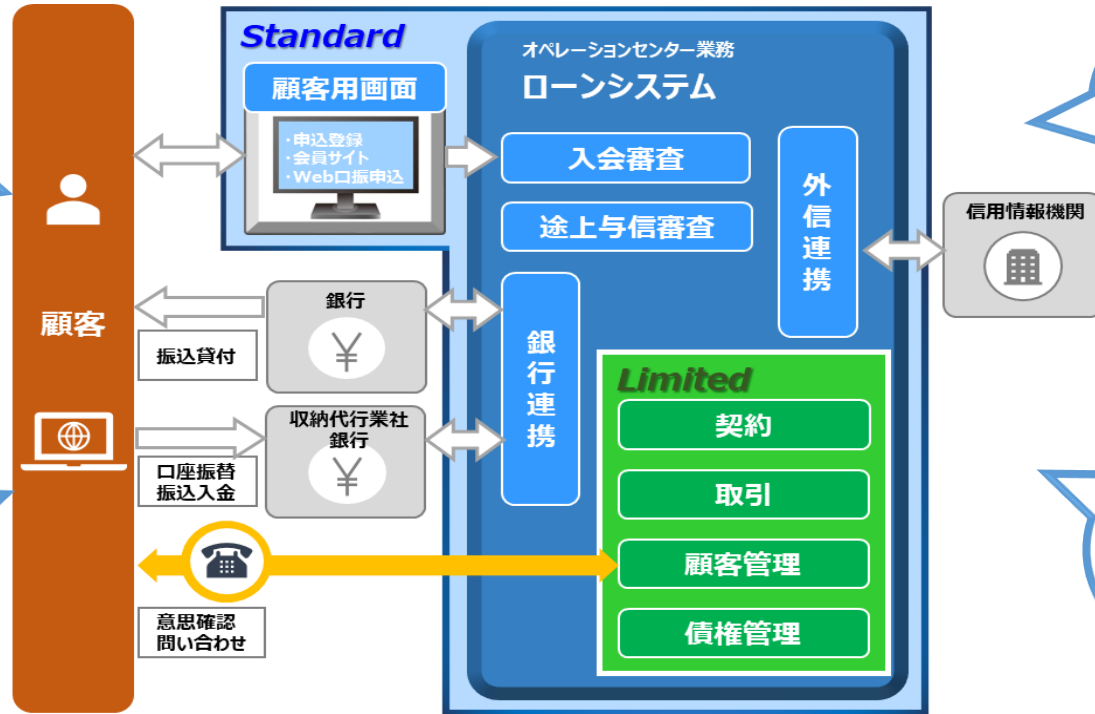 Standard
顧客用画面
・申込登録
・会員サイト
・Web口振申込
オペレーションセンター業務
ローンシステム
入会審査
途上与信審査
外信連携
信用情報機関
顧客
銀行
¥
振込貸付
銀行連携
収納代行業社
銀行
¥
口座振替
振込入金
Limited
契約
取引
顧客管理
債権管理
意思確認
問い合わせ